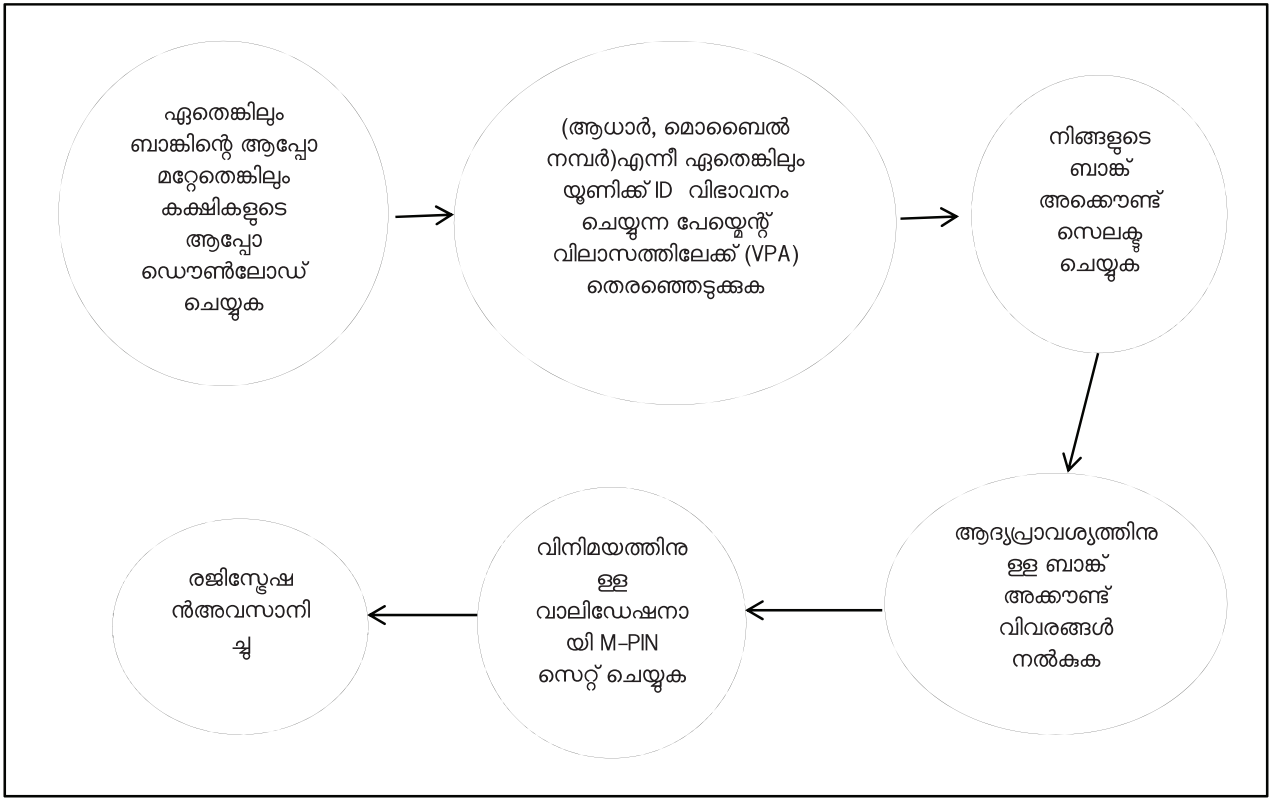 ഏതെങ്കിലും
ബാങ്കിന്റെ ആപ്പോ
മറ്റേതെങ്കിലും
കക്ഷികളുടെ
ആപ്പോ
ഡൌൺലോഡ്
ചെയ്യുക
(ആധാർ, മൊബൈൽ
നമ്പർ)എന്നീ ഏതെങ്കിലും
യൂണിക്ക് ID വിഭാവനം
ചെയ്യുന്ന പേയ്മെന്റ്
വിലാസത്തിലേക്ക് (VPA)
തെരഞ്ഞെടുക്കുക
നിങ്ങളുടെ
ബാങ്ക്
അക്കൌണ്ട്
സെലക്ടു
ചെയ്യുക
ആദ്യപ്രാവശ്യത്തിനു
ള്ള ബാങ്ക്
അക്കൗണ്ട്
വിവരങ്ങൾ
നൽകുക
വിനിമയത്തിനു
ള്ള
വാലിഡേഷനാ
യി M-PIN
സെറ്റ് ചെയ്യുക
രജിസ്ട്രേഷ
ൻഅവസാനി
ച്ചു